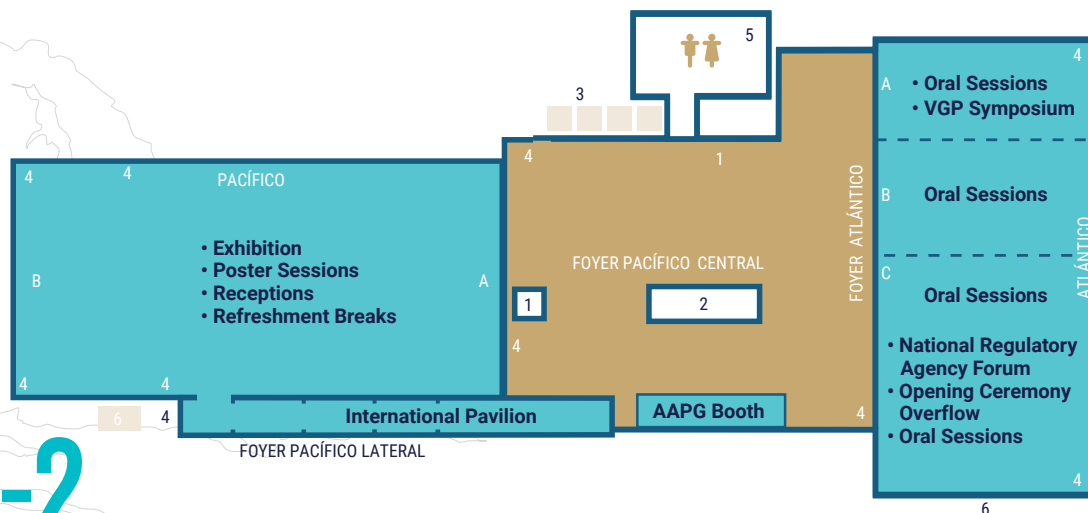 5
3
4
A
• Oral Sessions
• VGP Symposium
4
1
4
4
PACÍFICO
B
Oral Sessions
FOYER ATLÁNTICO
ATLÁNTICO
• Exhibition
• Poster Sessions
• Receptions
• Refreshment Breaks
B
A
FOYER PACÍFICO CENTRAL
1
2
C
Oral Sessions
4
• National Regulatory
Agency Forum
• Opening Ceremony
Overflow
• Oral Sessions
4
4
6
4
International Pavilion
AAPG Booth
4
FOYER PACÍFICO LATERAL
4
6
-2